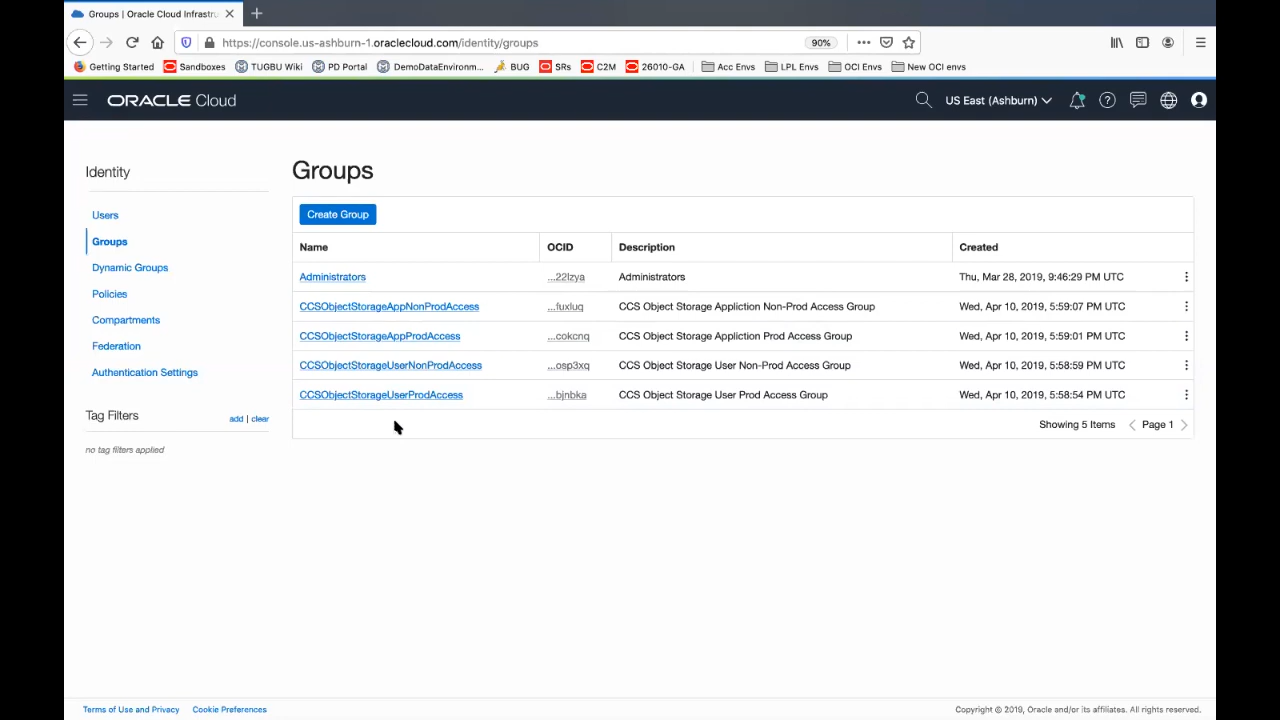 Groups | Oracle Cloud Infrastru
https://console.us-ashburn-1.oraclecloud.com/identity/groups
90%
Getting Started Sandboxes TUGBU Wiki PD Portal DemoDataEnvironm... BUG SRs C2M 26010-GA Acc Envs LPL Envs OCI Envs New OCI envs
ORACLE Cloud US East (Ashburn)
Identity
Users
Groups
Dynamic Groups
Policies
Compartments
Federation
Authentication Settings
Tag Filters add | clear
no tag filters applied
Groups
Create Group
Name OCID Description Created
Administrators ...22lzya Administrators Thu, Mar 28, 2019, 9:46:29 PM UTC
CCSObjectStorageAppNonProdAccess ...fuxluq CCS Object Storage Appliction Non-Prod Access Group Wed, Apr 10, 2019, 5:59:07 PM UTC
CCSObjectStorageAppProdAccess ...cokcnq CCS Object Storage Appliction Prod Access Group Wed, Apr 10, 2019, 5:59:01 PM UTC
CCSObjectStorageUserNonProdAccess ...osp3xq CCS Object Storage User Non-Prod Access Group Wed, Apr 10, 2019, 5:58:59 PM UTC
CCSObjectStorageUserProdAccess ...bjnbka CCS Object Storage User Prod Access Group Wed, Apr 10, 2019, 5:58:54 PM UTC
Showing 5 Items Page 1
Terms of Use and Privacy Cookie Preferences Copyright © 2019, Oracle and/or its affiliates. All rights reserved.